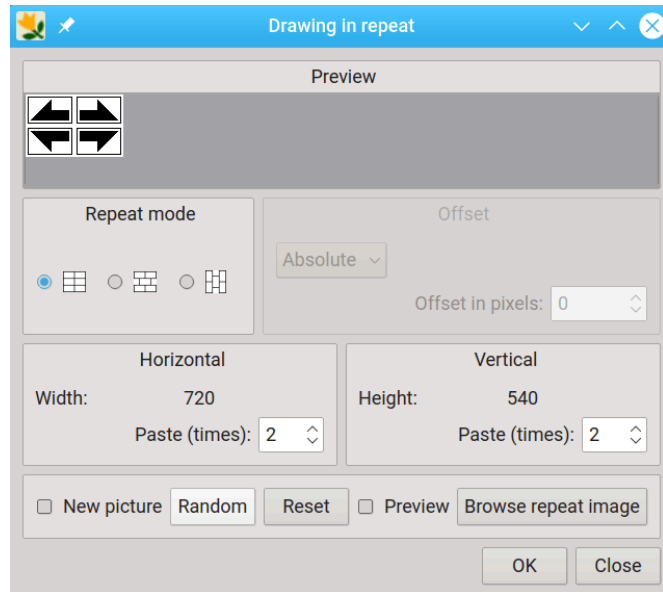 Drawing in repeat
Preview
Repeat mode
Offset
Absolute
Offset in pixels: 0
Horizontal
Vertical
Width: 720
Height: 540
Paste (times): 2
Paste (times): 2
New picture Random Reset Preview Browse repeat image
OK Close